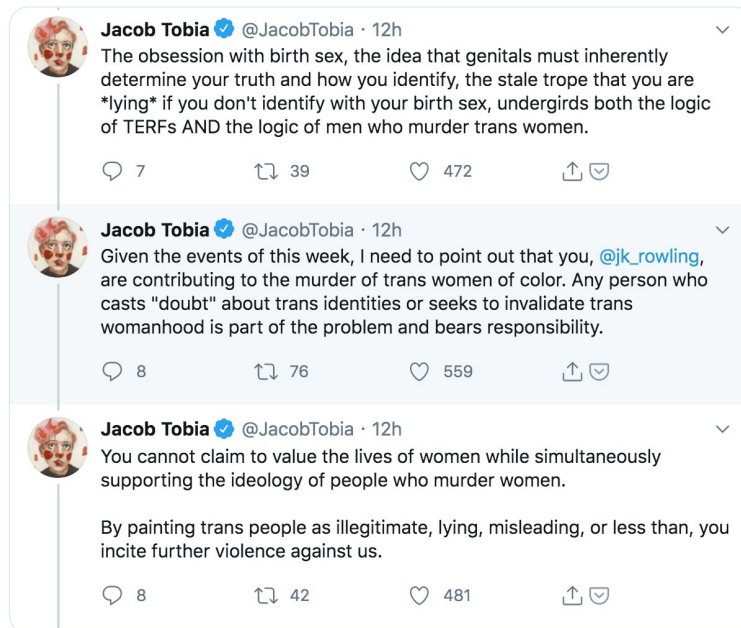 Jacob Tobia @JacobTobia · 12h
The obsession with birth sex, the idea that genitals must inherently
determine your truth and how you identify, the stale trope that you are
*lying* if you don't identify with your birth sex, undergirds both the logic
of TERFs AND the logic of men who murder trans women.
7 39 472
Jacob Tobia @JacobTobia · 12h
Given the events of this week, I need to point out that you, @jk_rowling,
are contributing to the murder of trans women of color. Any person who
casts "doubt" about trans identities or seeks to invalidate trans
womanhood is part of the problem and bears responsibility.
8 76 559
Jacob Tobia @JacobTobia · 12h
You cannot claim to value the lives of women while simultaneously
supporting the ideology of people who murder women.
By painting trans people as illegitimate, lying, misleading, or less than, you
incite further violence against us.
8 42 481